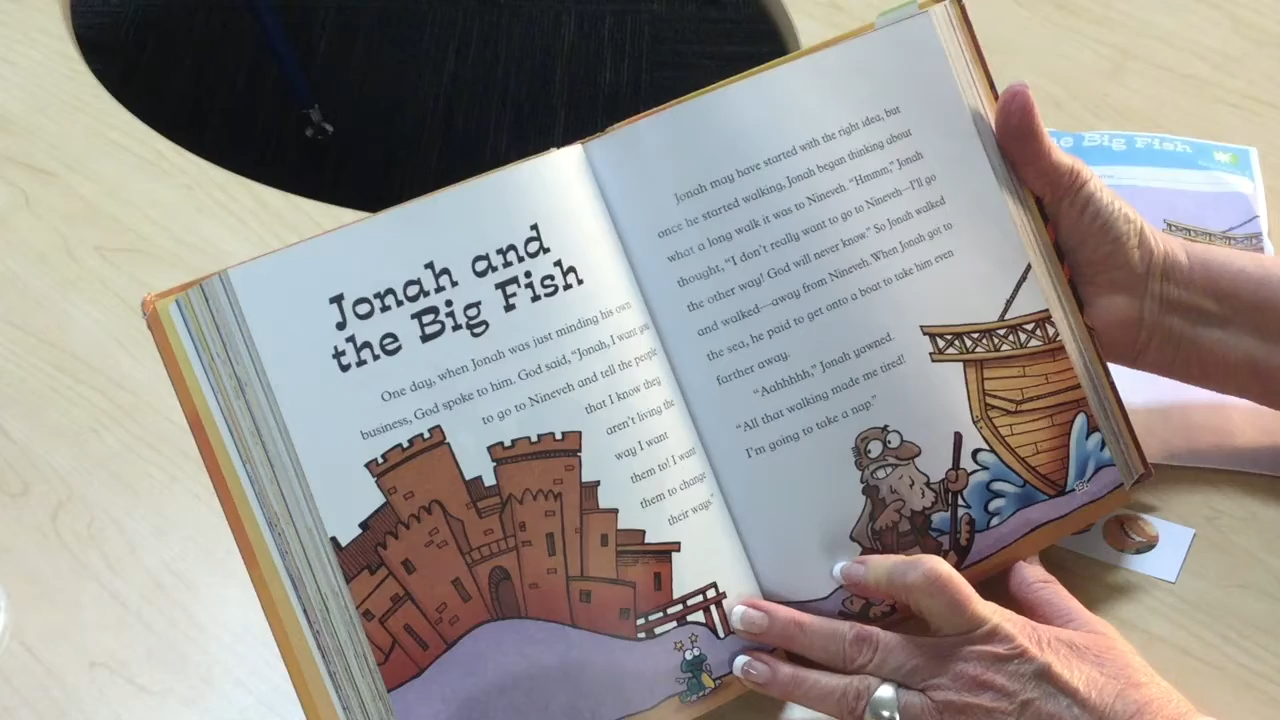 Jonah and
the Big Fish
One day, when Jonah was just minding his own
business, God spoke to him. God said, "Jonah, I want you
to go to Nineveh and tell the people
that I know they
aren't living the
way I want
them to! I want
them to change
their ways."
Jonah may have started with the right idea, but
once he started walking, Jonah began thinking about
what a long walk it was to Nineveh. "Hmmm," Jonah
thought, "I don't really want to go to Nineveh—I'll go
the other way! God will never know." So Jonah walked
and walked—away from Nineveh. When Jonah got to
the sea, he paid to get onto a boat to take him even
farther away.
"Aahhhhh," Jonah yawned.
"All that walking made me tired!
I'm going to take a nap."
Big Fish